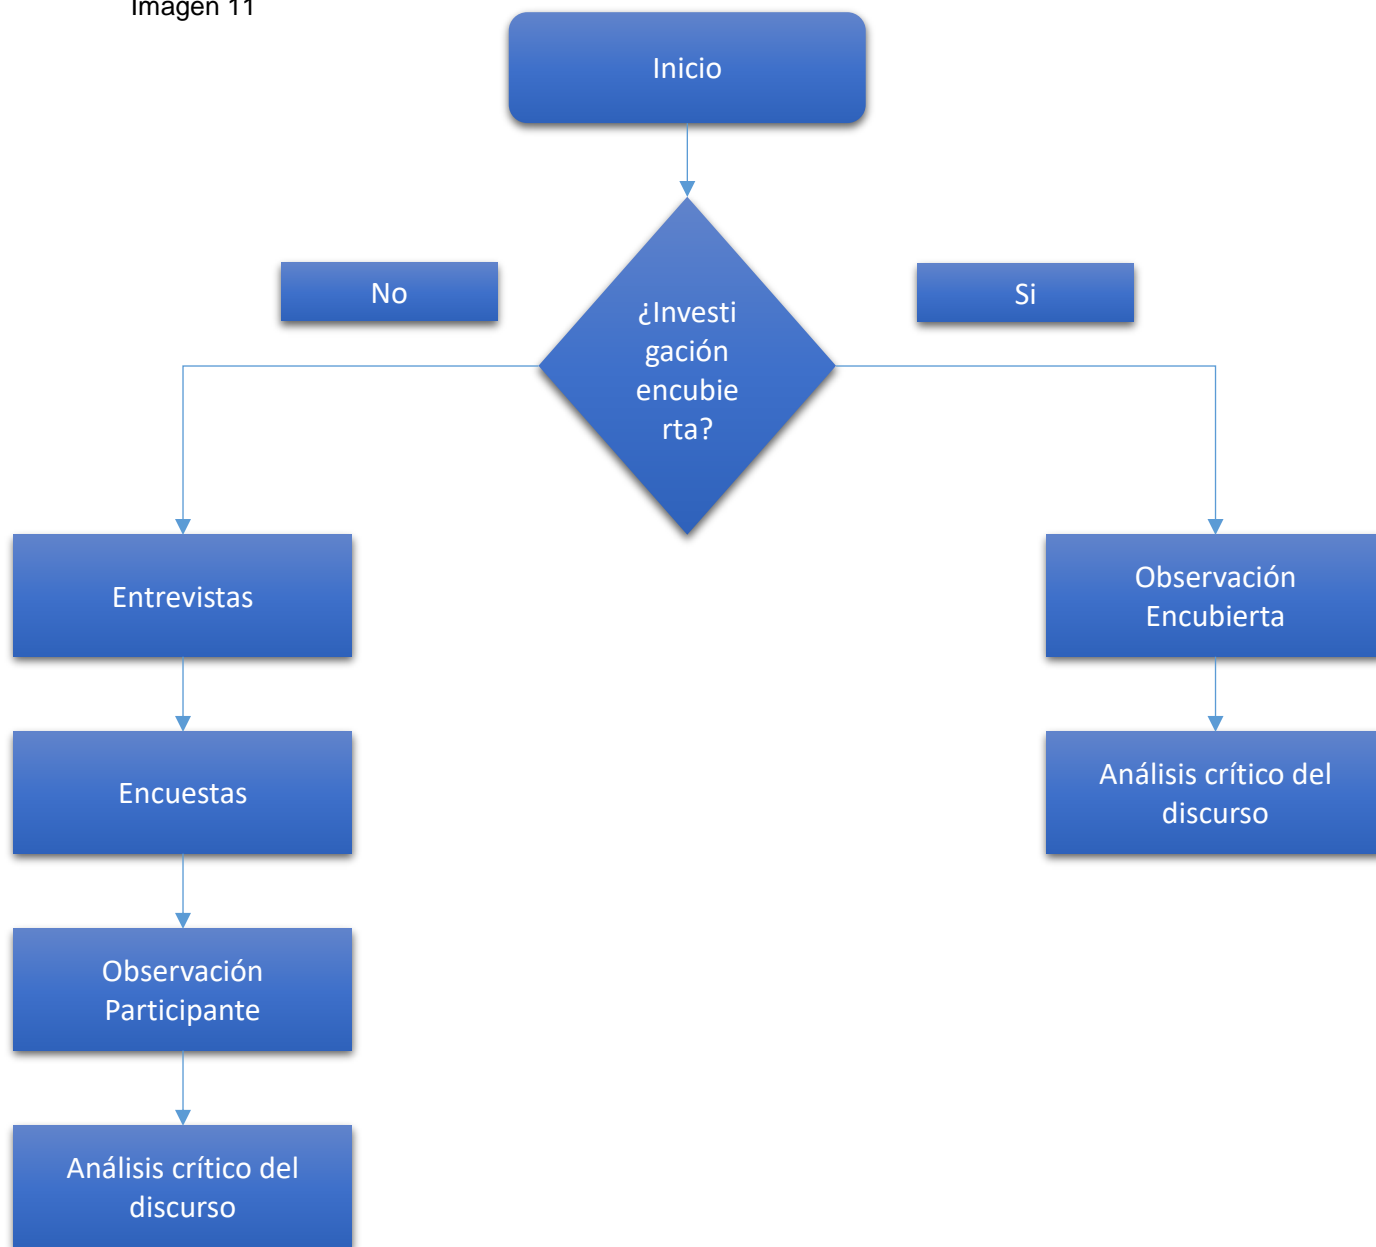 Imagen 11
Inicio
No
Si
¿Investi
gación
encubie
rta?
Entrevistas
Observación
Encubierta
Encuestas
Análisis crítico del
discurso
Observación
Participante
Análisis crítico del
discurso